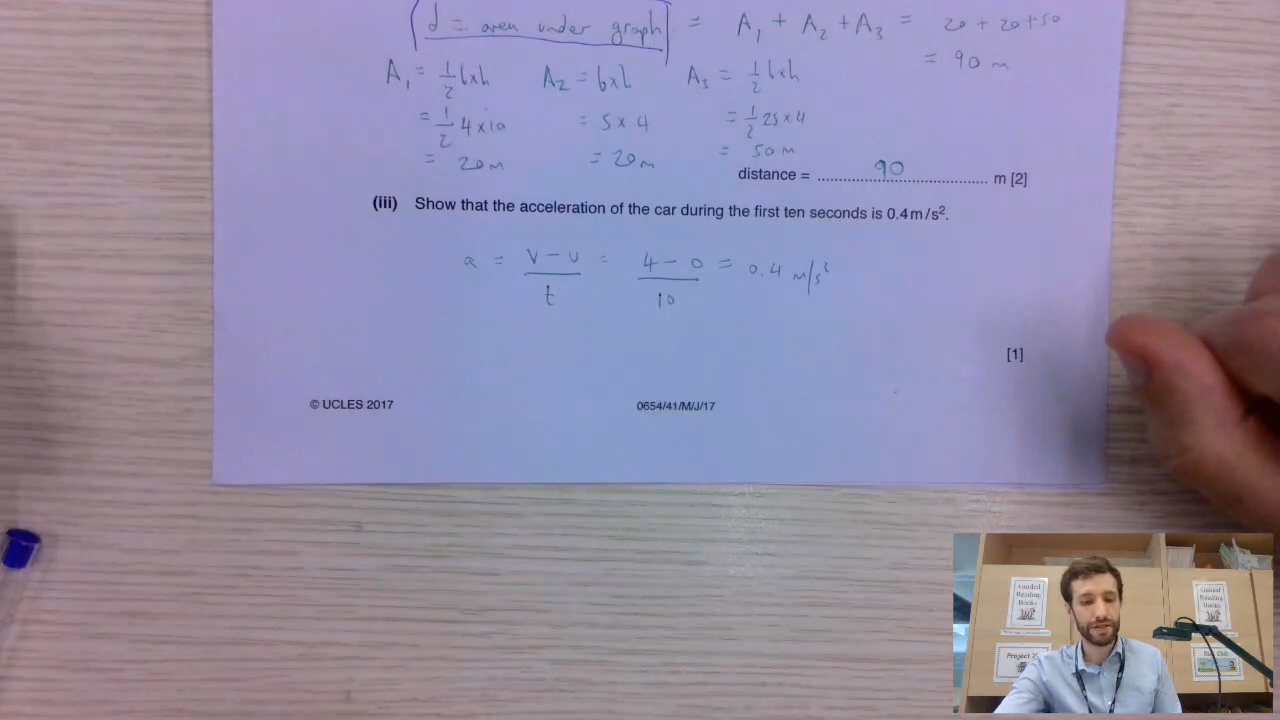 d = area under graph = A₁ + A₂ + A₃ = 20 + 20 + 50
= 90 m
A₁ = ½ b×h A₂ = b×h A₃ = ½ b×h
= ½ 4×10 = 5×4 = ½ 25×4
= 20m = 20m = 50m
distance = 90 m [2]
(iii) Show that the acceleration of the car during the first ten seconds is 0.4 m/s².
a = v-u/t = 4-0/10 = 0.4 m/s²
[1]
© UCLES 2017 0654/41/M/J/17
Guided Reading Books
Guided Reading Books
Project X